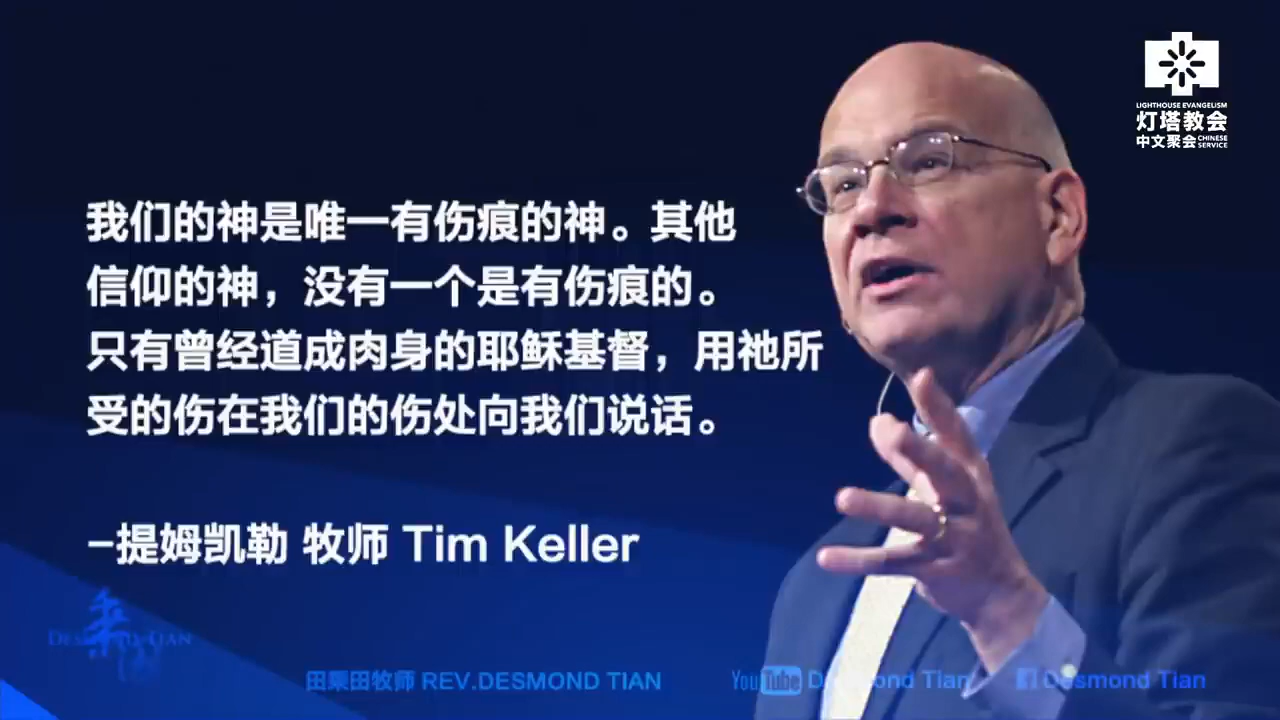 LIGHTHOUSE EVANGELISM
灯塔教会
中文聚会 CHINESE SERVICE
我们的神是唯一有伤痕的神。其他
信仰的神，没有一个是有伤痕的。
只有曾经道成肉身的耶稣基督，用祂所
受的伤在我们的伤处向我们说话。
–提姆凯勒 牧师 Tim Keller
田琹田牧师 REV.DESMOND TIAN
YouTube Desmond Tian
Desmond Tian